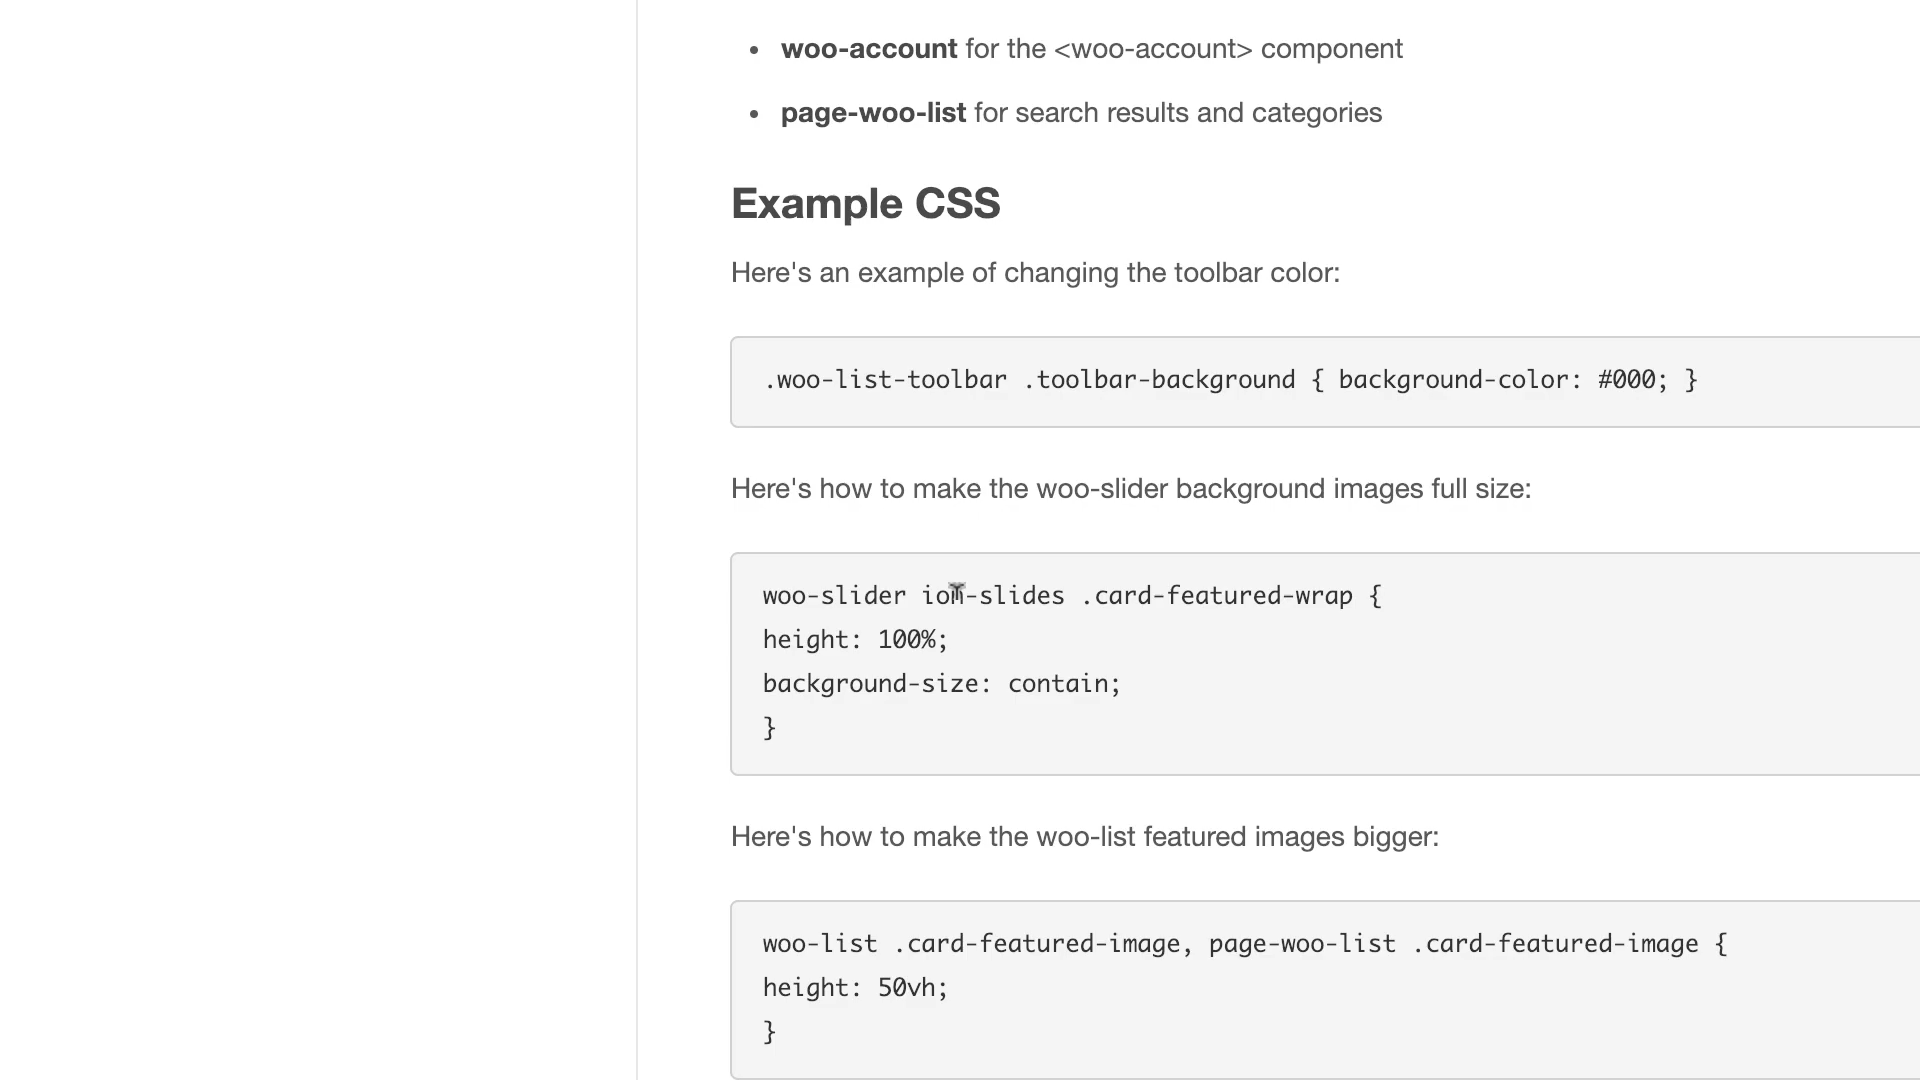 • woo-account for the <woo-account> component
• page-woo-list for search results and categories
Example CSS
Here's an example of changing the toolbar color:
.woo-list-toolbar .toolbar-background { background-color: #000; }
Here's how to make the woo-slider background images full size:
woo-slider ion-slides .card-featured-wrap {
height: 100%;
background-size: contain;
}
Here's how to make the woo-list featured images bigger:
woo-list .card-featured-image, page-woo-list .card-featured-image {
height: 50vh;
}